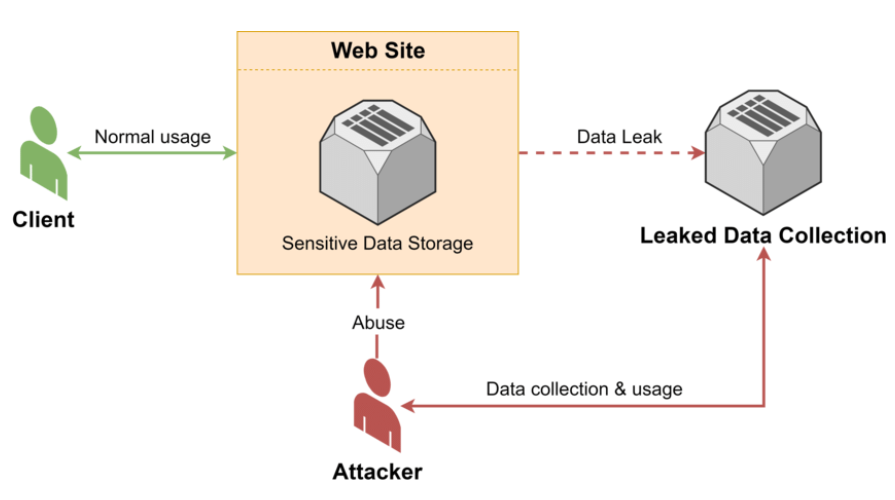 Web Site
Normal usage
Data Leak
Client
Sensitive Data Storage
Leaked Data Collection
Abuse
Data collection & usage
Attacker